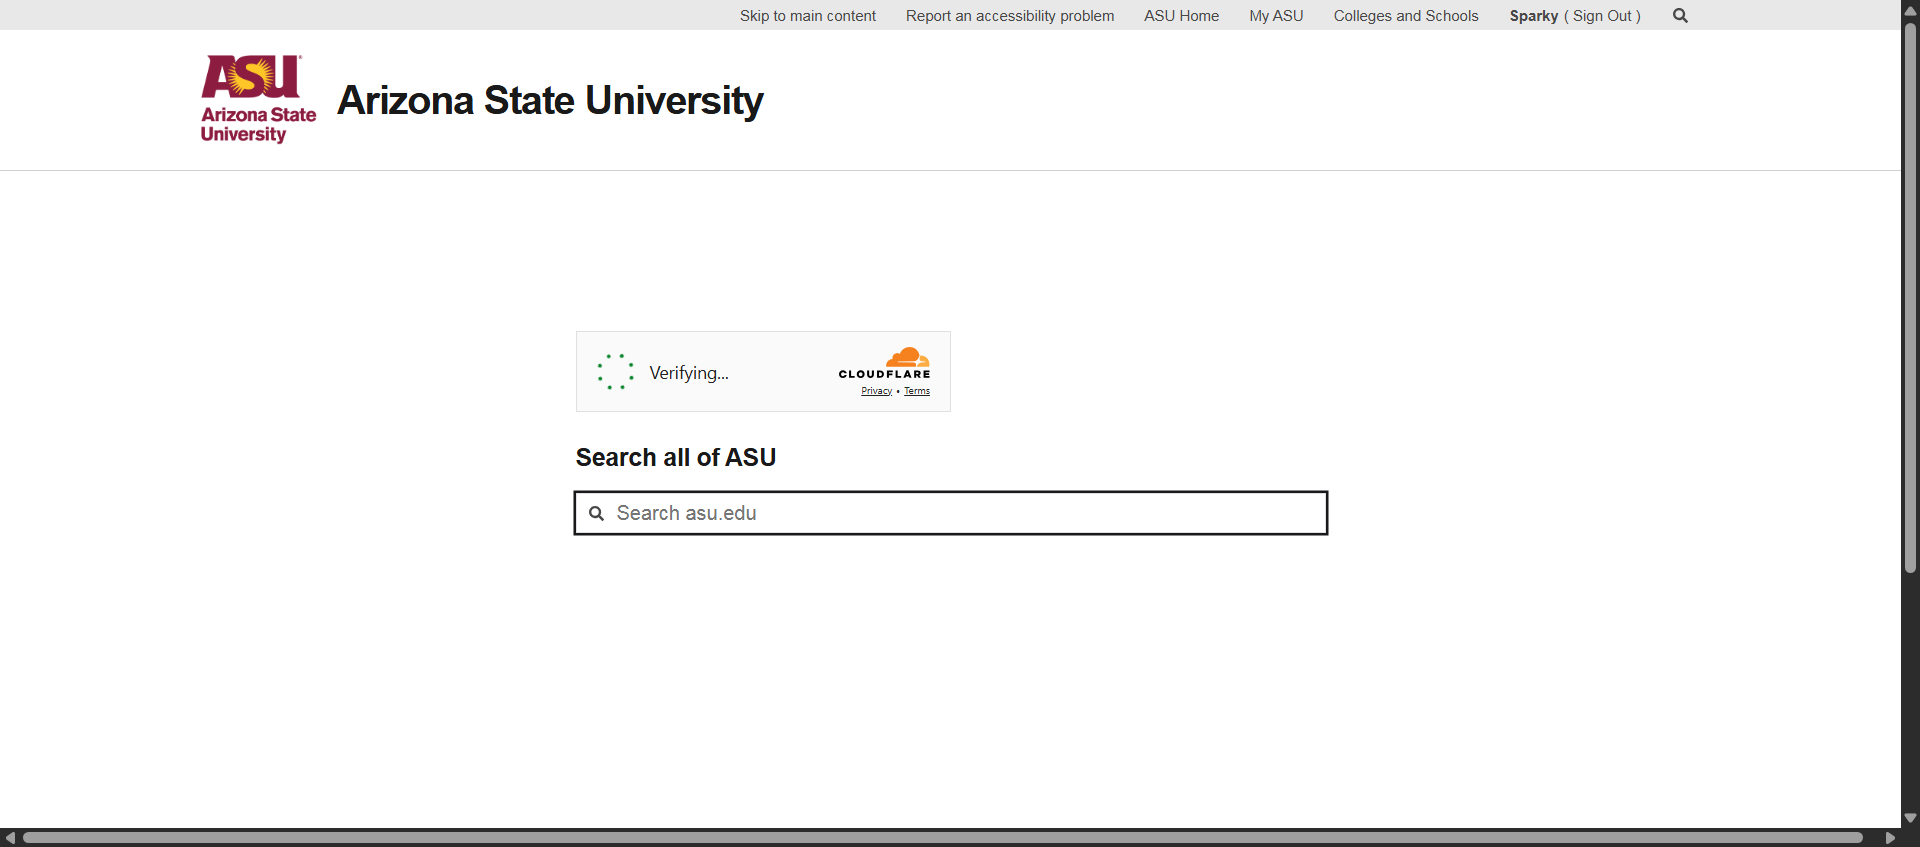 Skip to main content Report an accessibility problem ASU Home My ASU Colleges and Schools Sparky ( Sign Out )
ASU
Arizona State
University
Arizona State University
Verifying...
CLOUDFLARE
Privacy • Terms
Search all of ASU
Search asu.edu